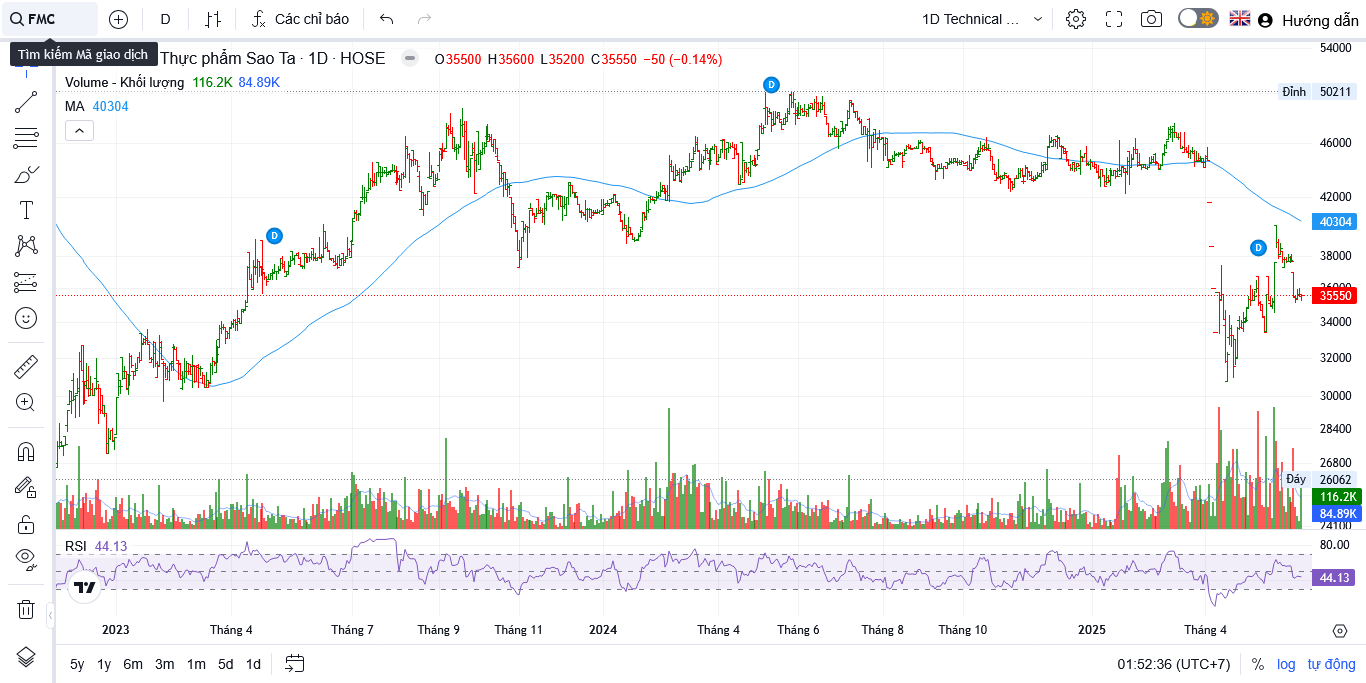 FMC
D
Các chỉ báo
1D Technical ...
Hướng dẫn
Tìm kiếm Mã giao dịch
Thực phẩm Sao Ta · 1D · HOSE
O35500 H35600 L35200 C35550 −50 (−0.14%)
Volume - Khối lượng 116.2K 84.89K
MA 40304
54000
Đỉnh 50211
46000
42000
40304
38000
36000
35550
34000
32000
30000
28400
26800
Đáy 26062
116.2K
84.89K
24100
D
D
D
T
RSI 44.13
80.00
44.13
2023 Tháng 4 Tháng 7 Tháng 9 Tháng 11 2024 Tháng 4 Tháng 6 Tháng 8 Tháng 10 2025 Tháng 4
5y 1y 6m 3m 1m 5d 1d
01:52:36 (UTC+7) % log tự động